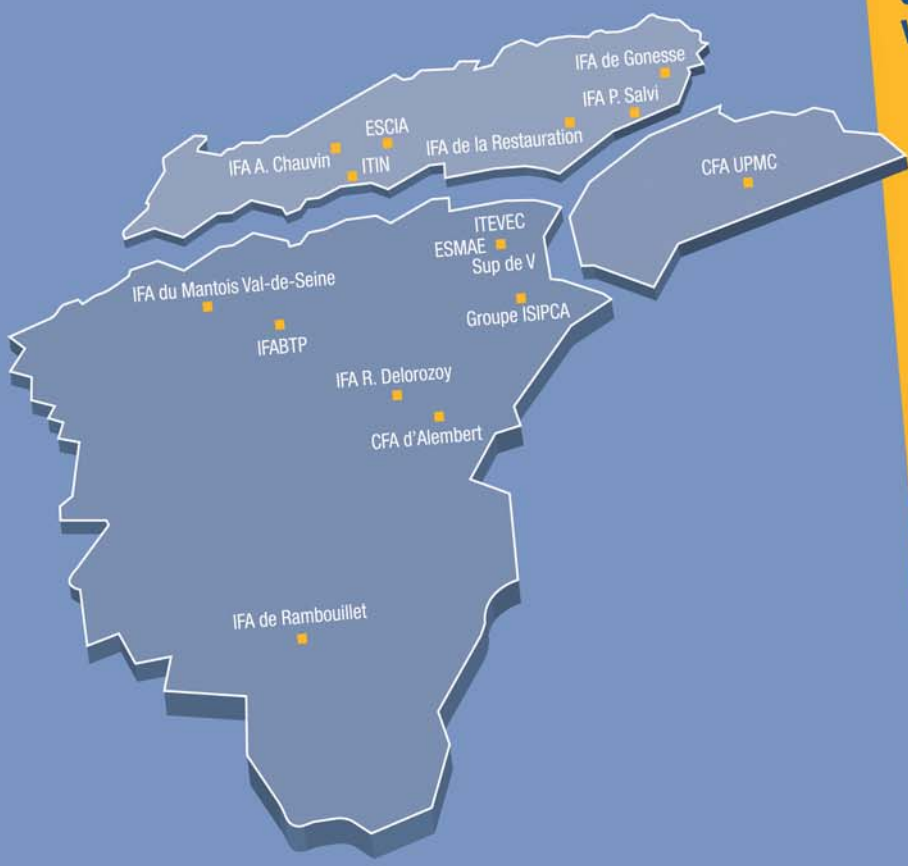 IFA de Gonesse
IFA P. Salvi
ESCIA
IFA de la Restauration
IFA A. Chauvin
ITIN
CFA UPMC
ITEVEC
ESMAE
Sup de V
IFA du Mantois Val-de-Seine
Groupe ISIPCA
IFABTP
IFA R. Delorozoy
CFA d'Alembert
IFA de Rambouillet